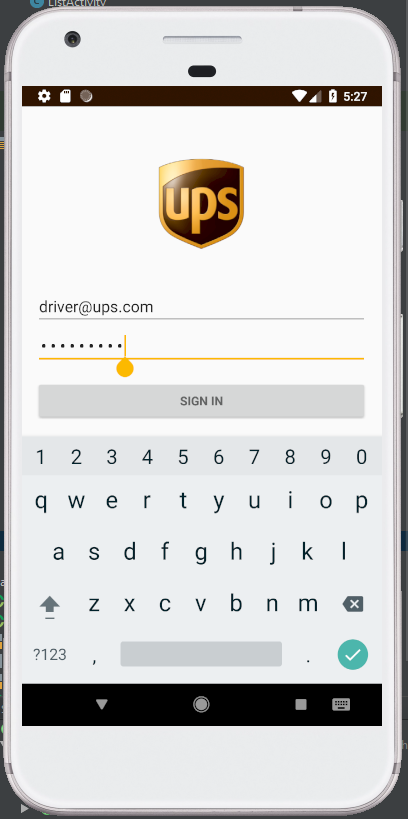 ListActivity
5:27
ups
driver@ups.com
•••••••••
SIGN IN
1 2 3 4 5 6 7 8 9 0
q w e r t y u i o p
a s d f g h j k l
z x c v b n m
?123 , .